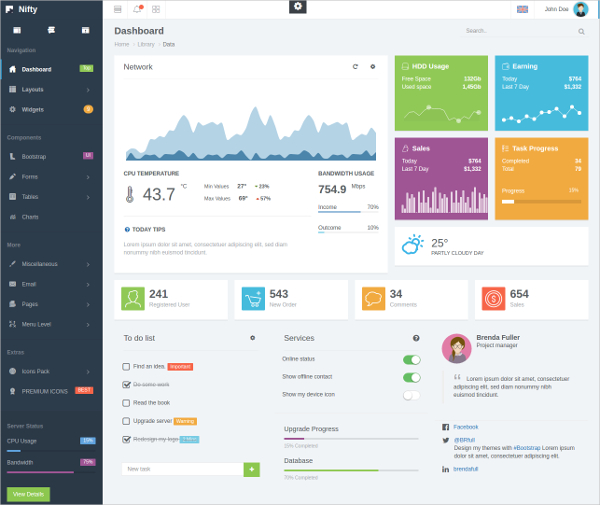 Nifty
John Doe
Navigation
Dashboard
Top
Layouts
Widgets
Components
Bootstrap
UI
Forms
Tables
Charts
More
Miscellaneous
Email
Pages
Menu Level
Extras
Icons Pack
PREMIUM ICONS
BEST
Server Status
CPU Usage
15%
Bandwidth
75%
View Details
Dashboard
Home
Library
Data
Search..
Network
CPU TEMPERATURE
43.7 °C
Min Values 27° 23%
Max Values 69° 57%
TODAY TIPS
Lorem ipsum dolor sit amet, consectetuer adipiscing elit, sed diam
nonummy nibh euismod tincidunt.
BANDWIDTH USAGE
754.9 Mbps
Income 70%
Outcome 10%
HDD Usage
Free Space 132Gb
Used space 1,45Gb
Earning
Today $764
Last 7 Day $1,332
Sales
Today $764
Last 7 Day $1,332
Task Progress
Completed 34
Total 79
Progress
25°
PARTLY CLOUDY DAY
241
Registered User
543
New Order
34
Comments
654
Sales
To do list
Find an idea.
Important
Do some work
Read the book
Upgrade server
Warning
Redesign my logo
New task
+
Services
Online status
Show offline contact
Show my device icon
Upgrade Progress
15% Completed
Database
70% Completed
Brenda Fuller
Project manager
Lorem ipsum dolor sit amet, consectetuer
adipiscing elit, sed diam nonummy nibh
euismod tincidunt.
Facebook
@BRfull
Design my themes with #Bootstrap Lorem ipsum
dolor sit amet, consectetuer adipiscing elit, sed diam
nonummy nibh euismod.
brendafull